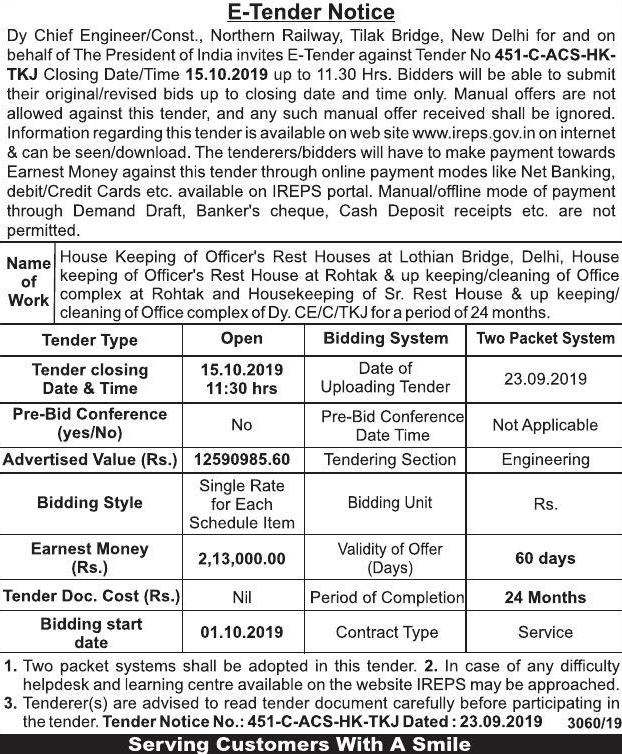 E-Tender Notice
Dy Chief Engineer/Const., Northern Railway, Tilak Bridge, New Delhi for and on
behalf of The President of India invites E-Tender against Tender No 451-C-ACS-HK-
TKJ Closing Date/Time 15.10.2019 up to 11.30 Hrs. Bidders will be able to submit
their original/revised bids up to closing date and time only. Manual offers are not
allowed against this tender, and any such manual offer received shall be ignored.
Information regarding this tender is available on web site www.ireps.gov.in on internet
& can be seen/download. The tenderers/bidders will have to make payment towards
Earnest Money against this tender through online payment modes like Net Banking,
debit/Credit Cards etc. available on IREPS portal. Manual/offline mode of payment
through Demand Draft, Banker's cheque, Cash Deposit receipts etc. are not
permitted.
Name of Work
House Keeping of Officer's Rest Houses at Lothian Bridge, Delhi, House
keeping of Officer's Rest House at Rohtak & up keeping/cleaning of Office
complex at Rohtak and Housekeeping of Sr. Rest House & up keeping/
cleaning of Office complex of Dy. CE/C/TKJ for a period of 24 months.
Tender Type Open Bidding System Two Packet System
Tender closing 15.10.2019 Date of
Date & Time 11:30 hrs Uploading Tender 23.09.2019
Pre-Bid Conference Pre-Bid Conference
(yes/No) No Date Time Not Applicable
Advertised Value (Rs.) 12590985.60 Tendering Section Engineering
Bidding Style Single Rate
for Each
Schedule Item Bidding Unit Rs.
Earnest Money Validity of Offer
(Rs.) 2,13,000.00 (Days) 60 days
Tender Doc. Cost (Rs.) Nil Period of Completion 24 Months
Bidding start
date 01.10.2019 Contract Type Service
1. Two packet systems shall be adopted in this tender. 2. In case of any difficulty
helpdesk and learning centre available on the website IREPS may be approached.
3. Tenderer(s) are advised to read tender document carefully before participating in
the tender. Tender Notice No.: 451-C-ACS-HK-TKJ Dated : 23.09.2019 3060/19
Serving Customers With A Smile